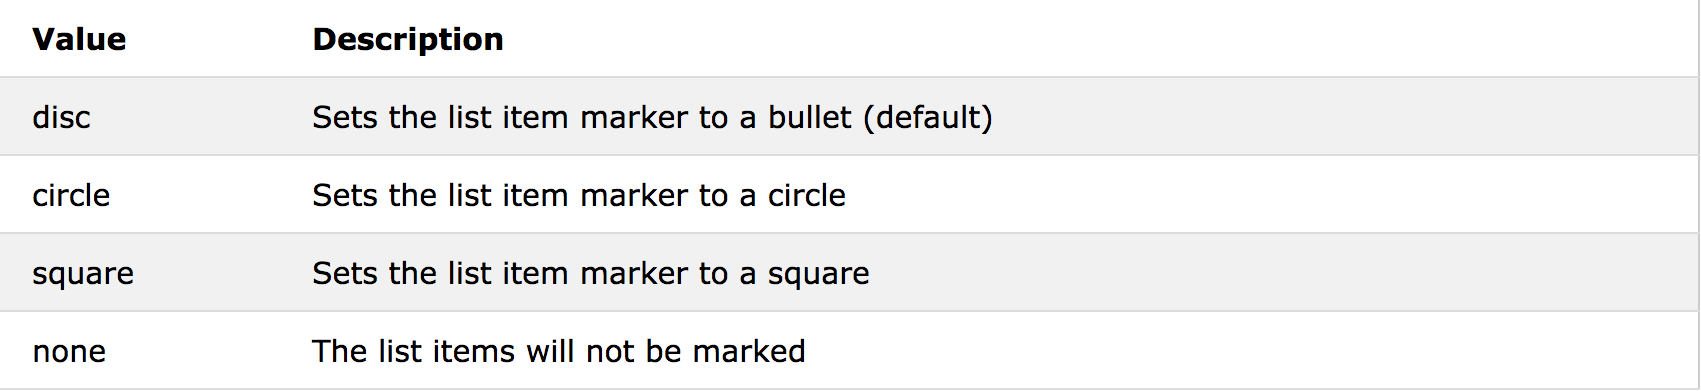 Value Description
disc Sets the list item marker to a bullet (default)
circle Sets the list item marker to a circle
square Sets the list item marker to a square
none The list items will not be marked